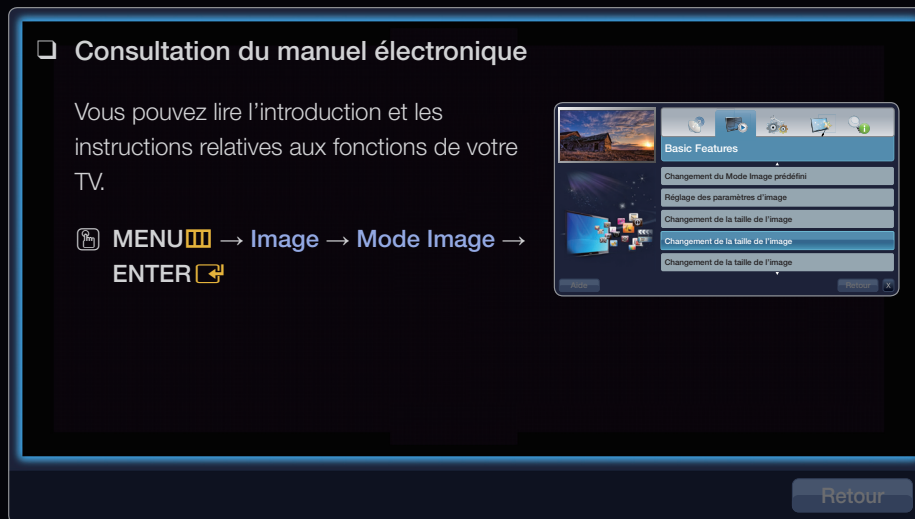 ❏ Consultation du manuel électronique
Vous pouvez lire l’introduction et les
instructions relatives aux fonctions de votre
TV.
MENU → Image → Mode Image →
ENTER
Basic Features
Changement du Mode Image prédéfini
Réglage des paramètres d’image
Changement de la taille de l’image
Changement de la taille de l’image
Changement de la taille de l’image
Aide
Retour X
Retour